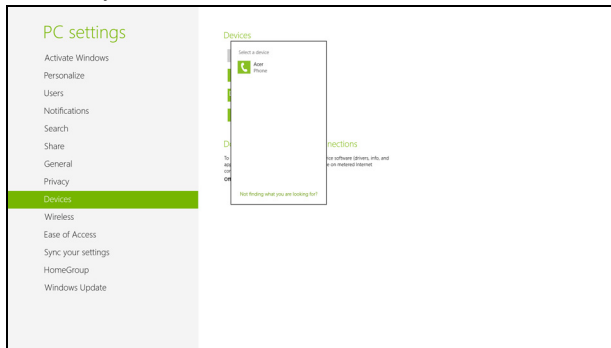 PC settings
Activate Windows
Personalize
Users
Notifications
Search
Share
General
Privacy
Devices
Wireless
Ease of Access
Sync your settings
HomeGroup
Windows Update
Devices
Select a device
Acer
Phone
Not finding what you are looking for?
nections
ice software (drivers, info, and
e on metered Internet